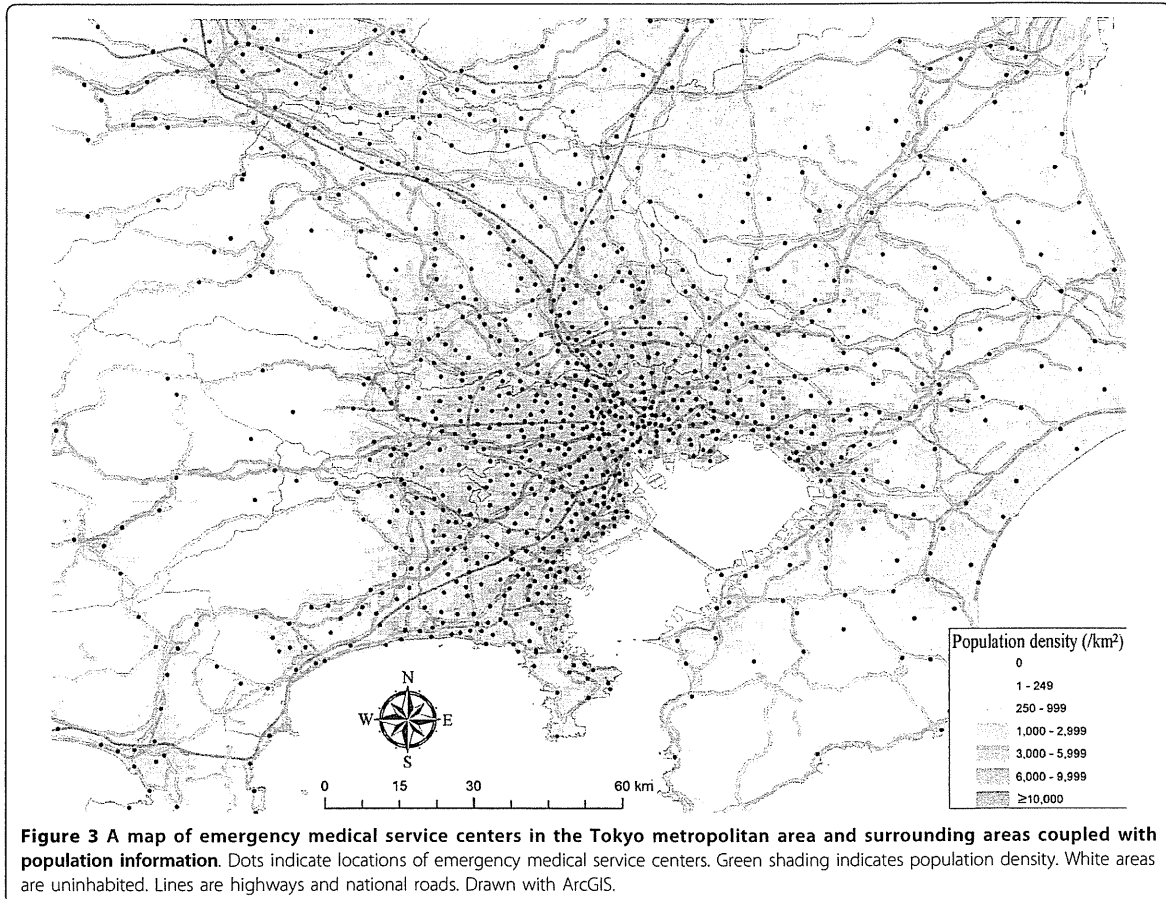 N
W E
S
0 15 30 60 km
Population density (/km²)
0
1 - 249
250 - 999
1,000 - 2,999
3,000 - 5,999
6,000 - 9,999
≥10,000
Figure 3 A map of emergency medical service centers in the Tokyo metropolitan area and surrounding areas coupled with
population information. Dots indicate locations of emergency medical service centers. Green shading indicates population density. White areas
are uninhabited. Lines are highways and national roads. Drawn with ArcGIS.